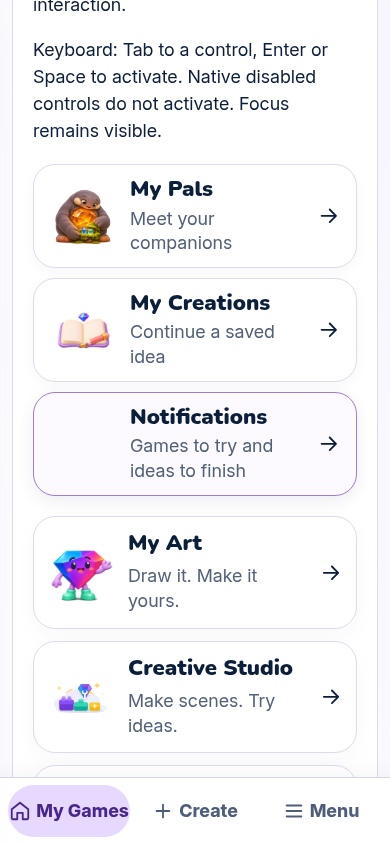 interaction.
Keyboard: Tab to a control, Enter or
Space to activate. Native disabled
controls do not activate. Focus
remains visible.
My Pals
Meet your
companions
My Creations
Continue a saved
idea
Notifications
Games to try and
ideas to finish
My Art
Draw it. Make it
yours.
Creative Studio
Make scenes. Try
ideas.
My Games
Create
Menu